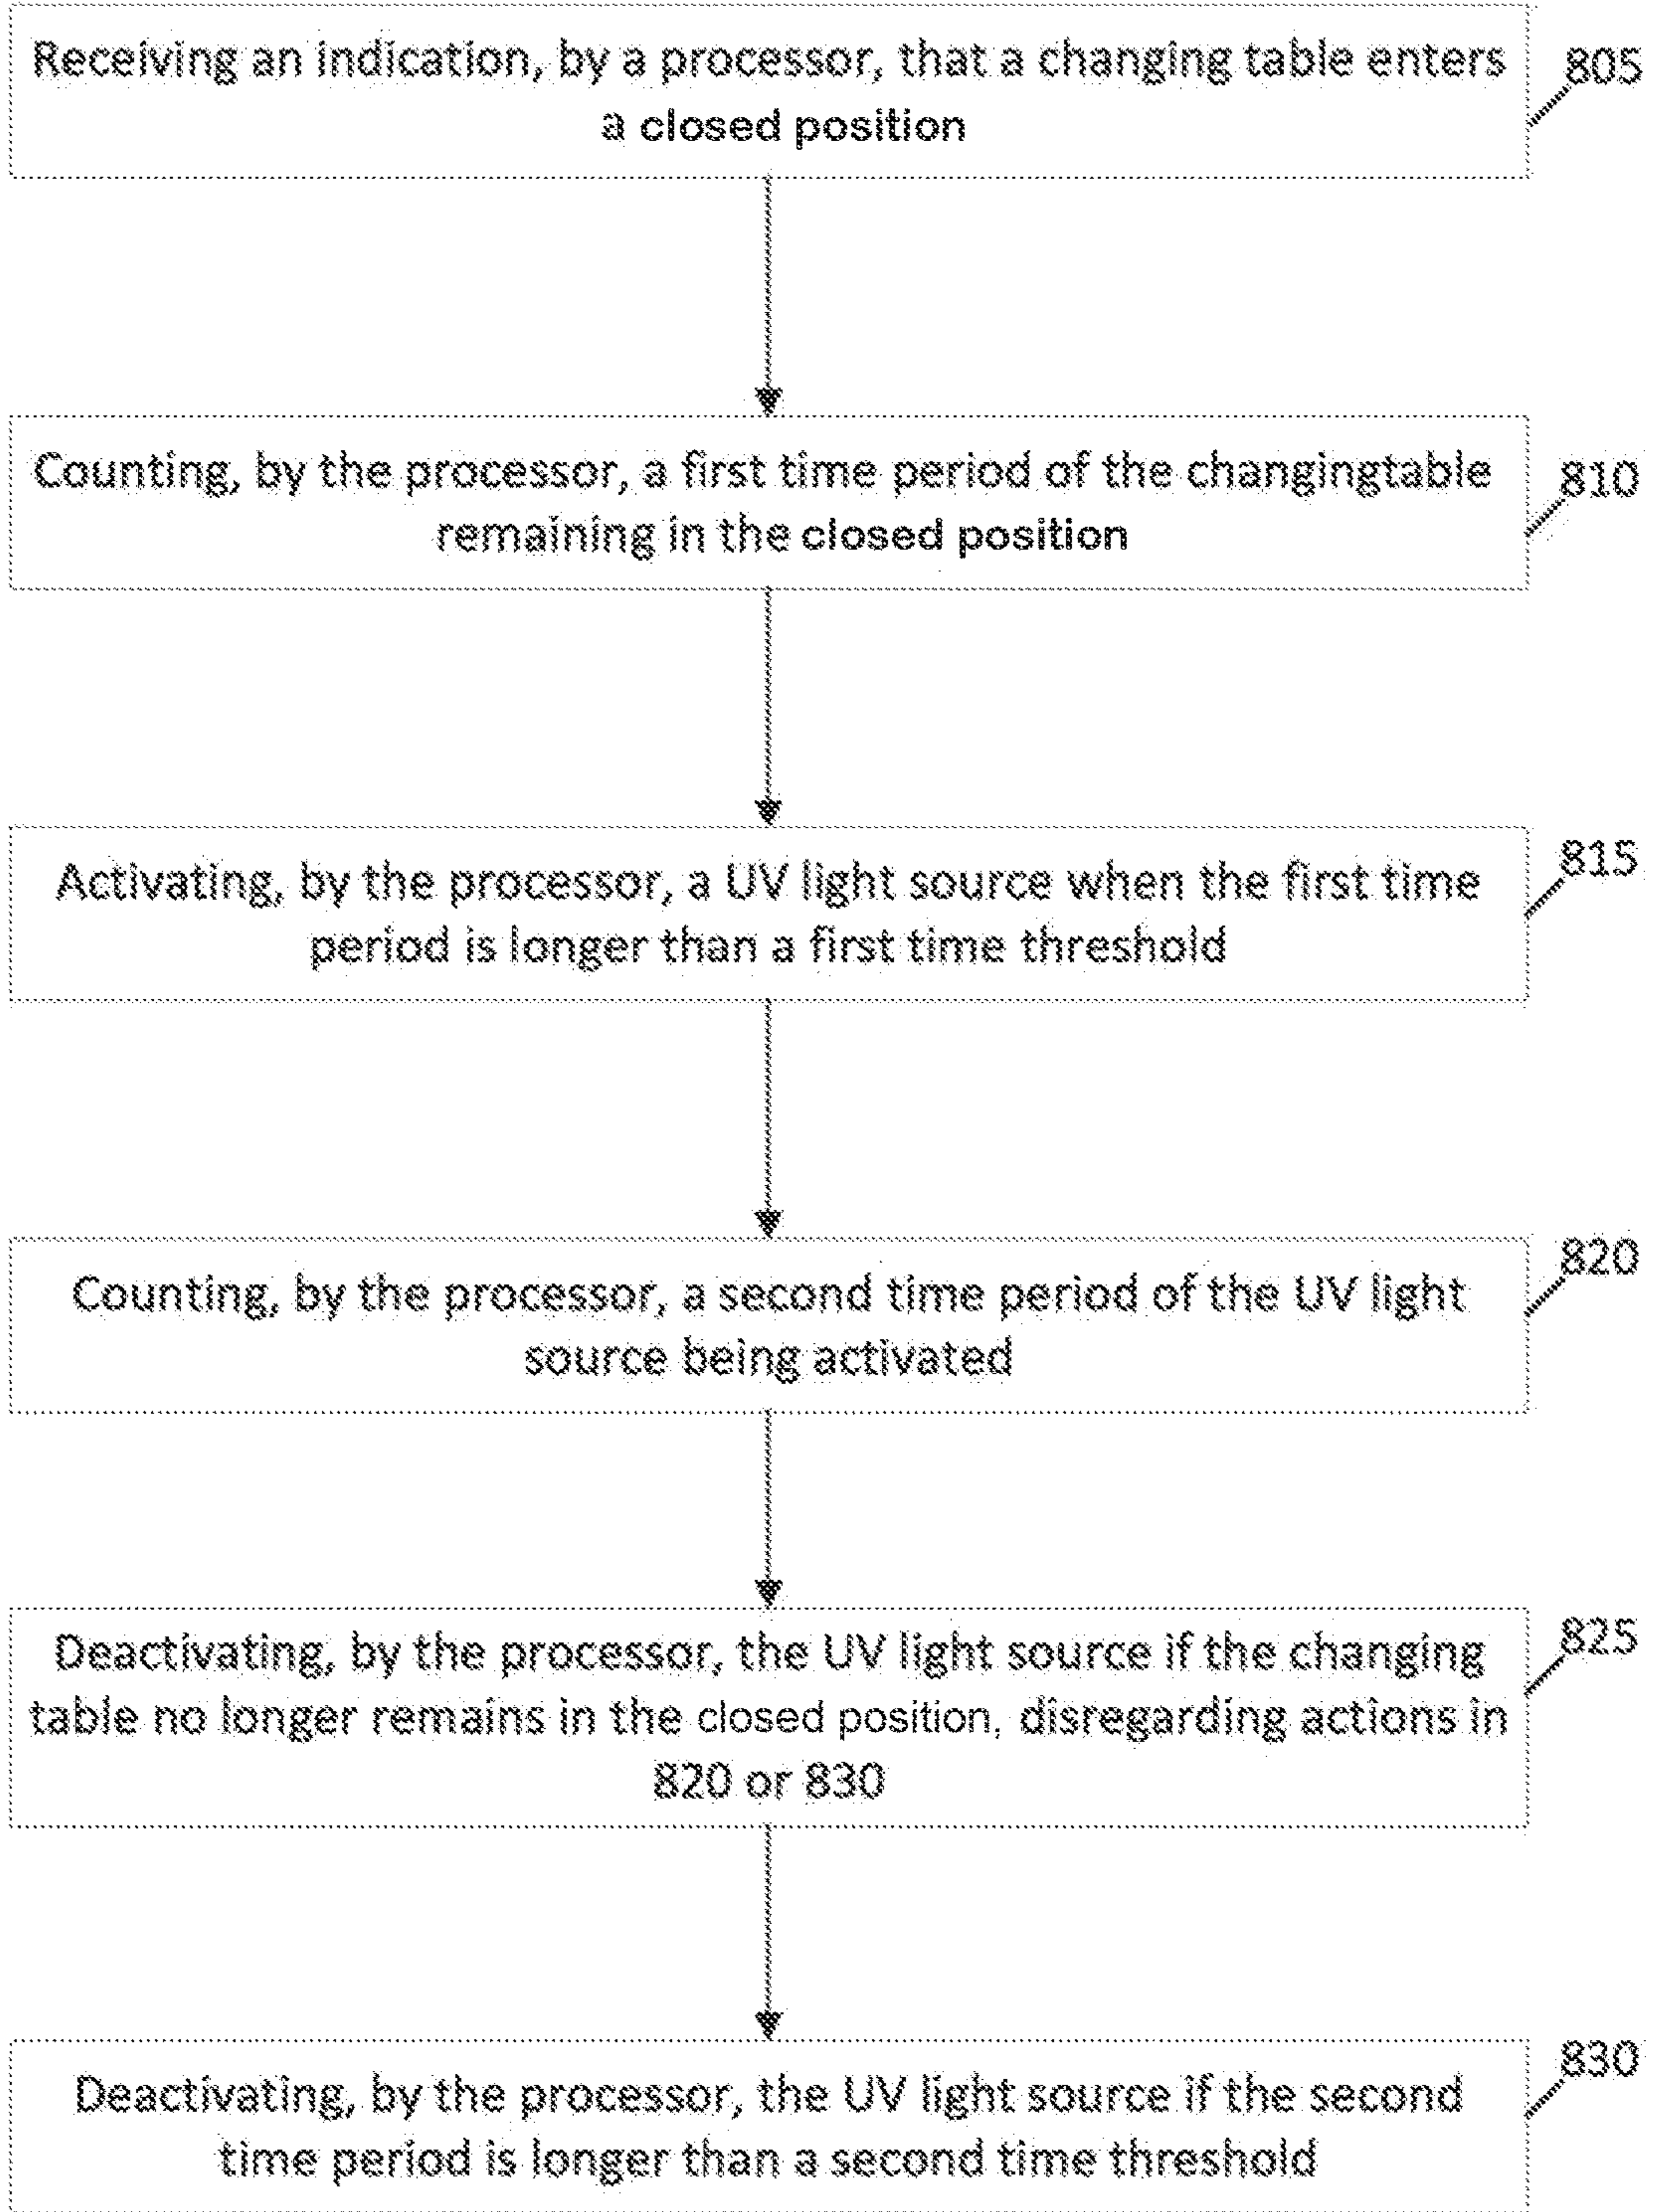 Receiving an indication, by a processor, that a changing table enters
a closed position
805
Counting, by the processor, a first time period of the changingtable
remaining in the closed position
810
Activating, by the processor, a UV light source when the first time
period is longer than a first time threshold
815
Counting, by the processor, a second time period of the UV light
source being activated
820
Deactivating, by the processor, the UV light source if the changing
table no longer remains in the closed position, disregarding actions in
820 or 830
825
Deactivating, by the processor, the UV light source if the second
time period is longer than a second time threshold
830